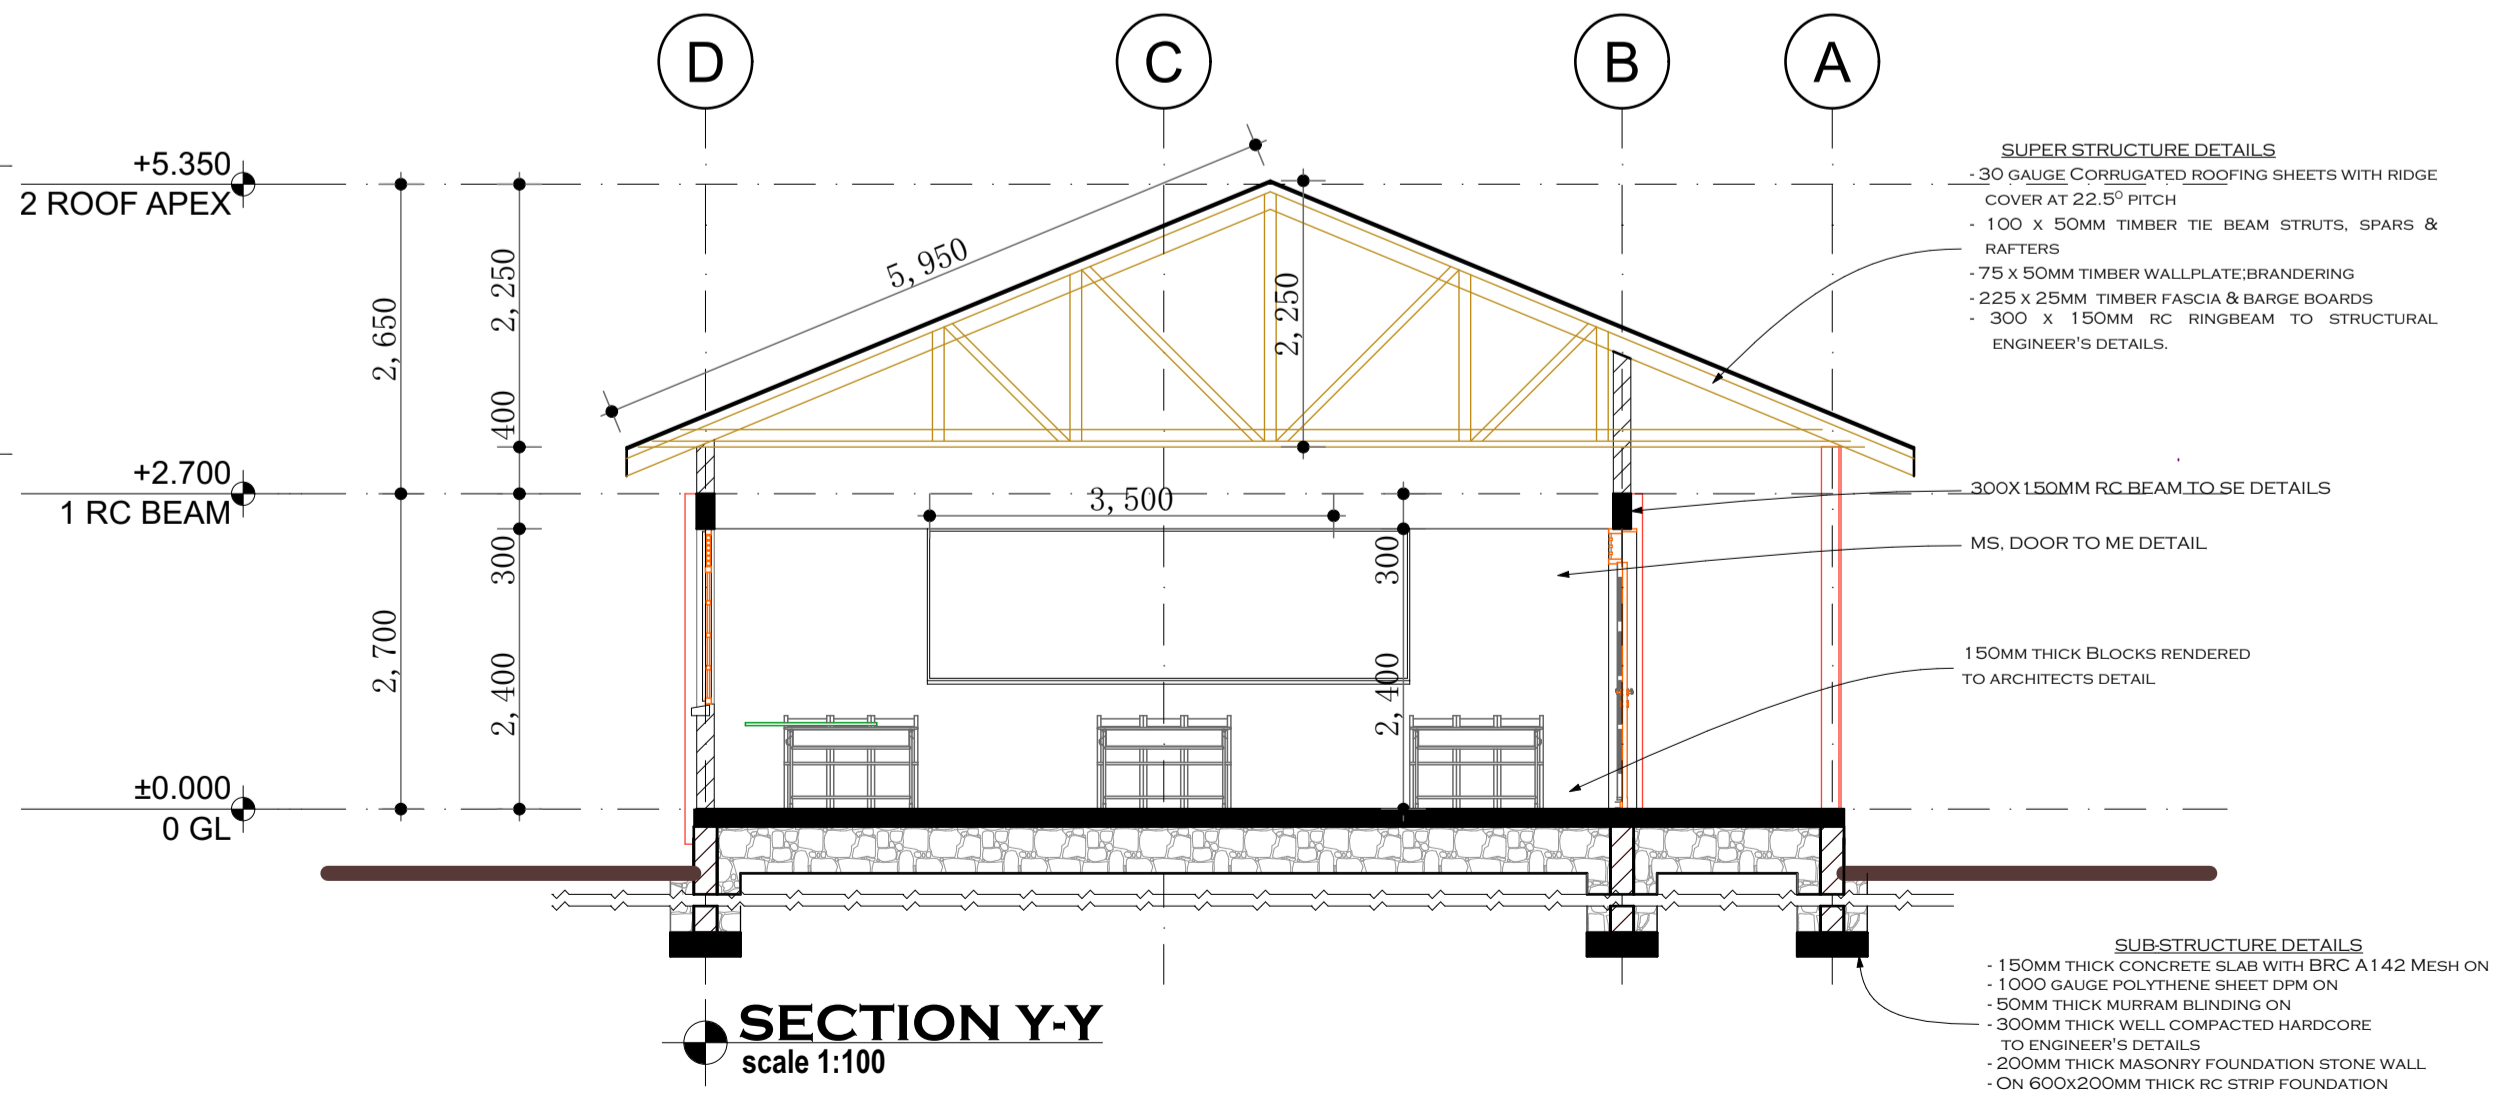 D C B A
+5.350
2 ROOF APEX
+2.700
1 RC BEAM
±0.000
0 GL
2,650
2,700
2,250
400
300
2,400
5,950
2,250
3,500
300
2,400
SUPER STRUCTURE DETAILS
- 30 GAUGE CORRUGATED ROOFING SHEETS WITH RIDGE
COVER AT 22.5⁰ PITCH
- 100 X 50MM TIMBER TIE BEAM STRUTS, SPARS &
RAFTERS
- 75 X 50MM TIMBER WALLPLATE;BRANDERING
- 225 X 25MM TIMBER FASCIA & BARGE BOARDS
- 300 X 150MM RC RINGBEAM TO STRUCTURAL
ENGINEER'S DETAILS.
300X150MM RC BEAM TO SE DETAILS
MS, DOOR TO ME DETAIL
150MM THICK BLOCKS RENDERED
TO ARCHITECTS DETAIL
SUB-STRUCTURE DETAILS
- 150MM THICK CONCRETE SLAB WITH BRC A142 MESH ON
- 1000 GAUGE POLYTHENE SHEET DPM ON
- 50MM THICK MURRAM BLINDING ON
- 300MM THICK WELL COMPACTED HARDCORE
TO ENGINEER'S DETAILS
- 200MM THICK MASONRY FOUNDATION STONE WALL
- ON 600X200MM THICK RC STRIP FOUNDATION
SECTION Y-Y
scale 1:100